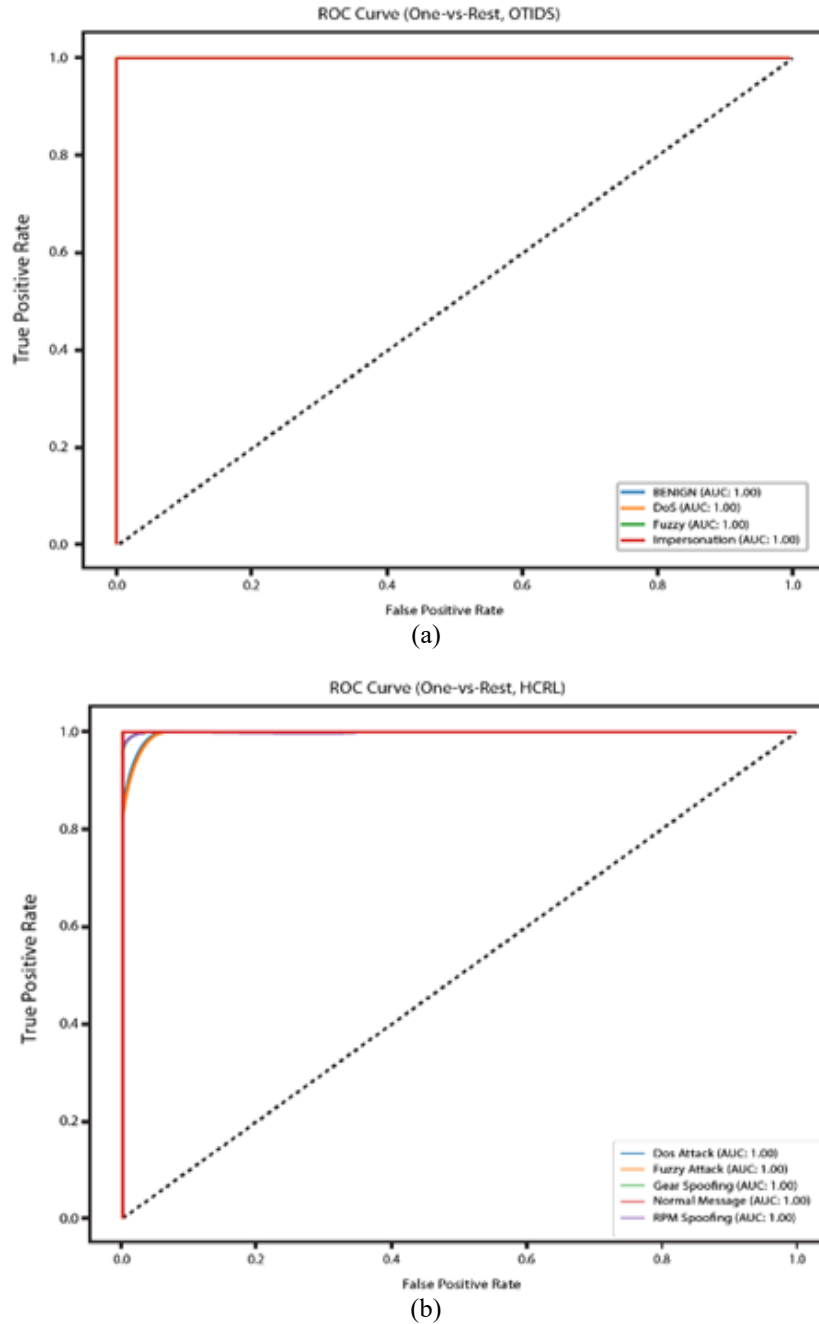 ROC Curve (One-vs-Rest, OTIDS)
1.0
0.8
0.6
0.4
0.2
0.0
True Positive Rate
BENIGN (AUC: 1.00)
DoS (AUC: 1.00)
Fuzzy (AUC: 1.00)
Impersonation (AUC: 1.00)
0.0 0.2 0.4 0.6 0.8 1.0
False Positive Rate
(a)
ROC Curve (One-vs-Rest, HCRL)
1.0
0.8
0.6
0.4
0.2
0.0
True Positive Rate
Dos Attack (AUC: 1.00)
Fuzzy Attack (AUC: 1.00)
Gear Spoofing (AUC: 1.00)
Normal Message (AUC: 1.00)
RPM Spoofing (AUC: 1.00)
0.0 0.2 0.4 0.6 0.8 1.0
False Positive Rate
(b)